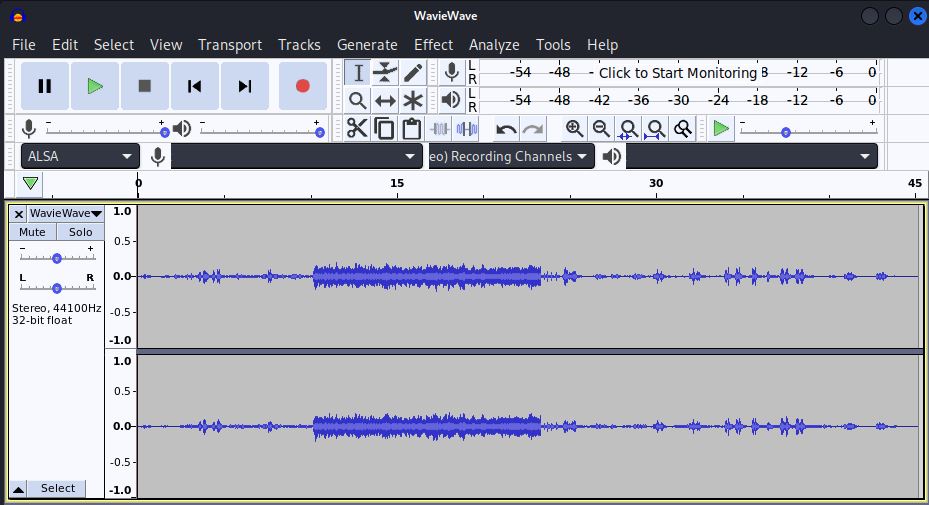 WavieWave
File Edit Select View Transport Tracks Generate Effect Analyze Tools Help
L R -54 -48 - Click to Start Monitoring -12 -6 0
L R -54 -48 -42 -36 -30 -24 -18 -12 -6 0
- + - + - +
ALSA eo) Recording Channels
0 15 30 45
WavieWave
Mute Solo
- +
L R
Stereo, 44100Hz
32-bit float
1.0
0.5
0.0
-0.5
-1.0
1.0
0.5
0.0
-0.5
-1.0
Select